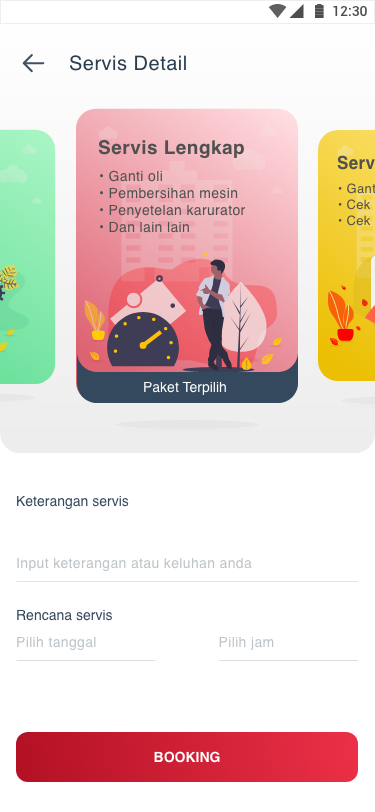 12:30
Servis Detail
Servis Lengkap
• Ganti oli
• Pembersihan mesin
• Penyetelan karurator
• Dan lain lain
Paket Terpilih
Serv
• Gant
• Cek
• Cek
Keterangan servis
Input keterangan atau keluhan anda
Rencana servis
Pilih tanggal
Pilih jam
BOOKING